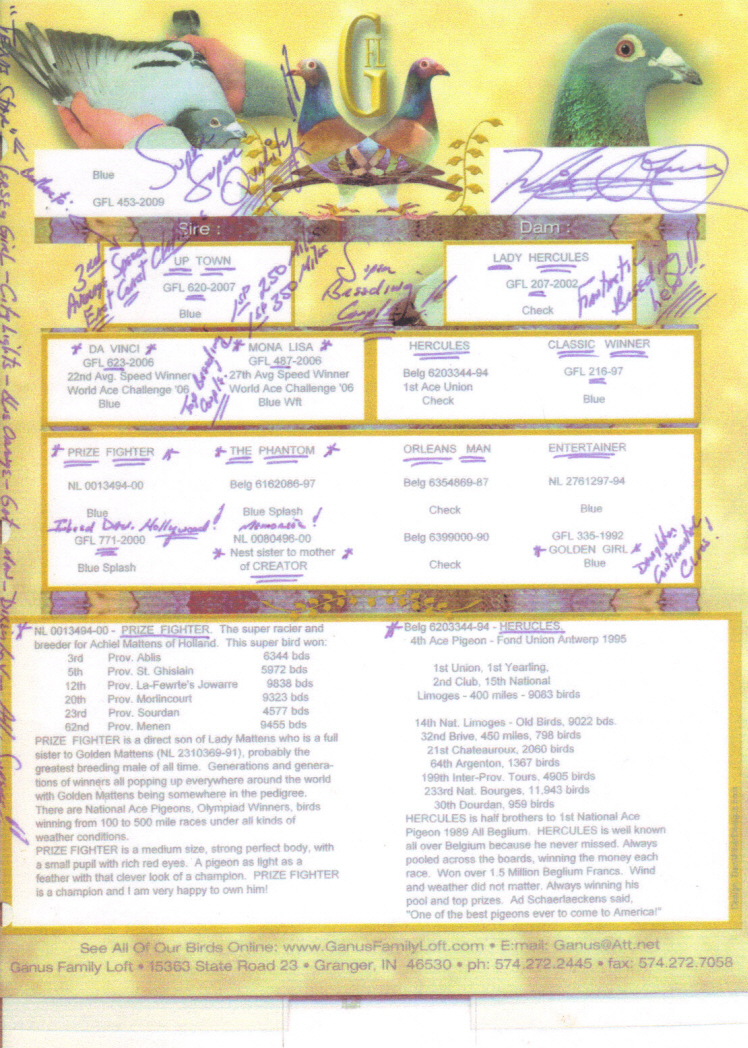 GFL
Super
Super
Quality!
Blue
GFL 453-2009
Sire :
Dam :
3rd
Average Speed
East Coast
UP TOWN
GFL 620-2007
Blue
1st 250 Miles
1st 350 Miles
Super
Breeding
Couple!!
LADY HERCULES
GFL 207-2002
Check
Fantastic
Breeding
hen!!!
* DA VINCI *
GFL 623-2006
22nd Avg. Speed Winner
World Ace Challenge '06
Blue
* MONA LISA *
GFL 487-2006
27th Avg. Speed Winner
World Ace Challenge '06
Blue Wft
Top Breeding
Couple
HERCULES
Belg 6203344-94
1st Ace Union
Check
CLASSIC WINNER
GFL 216-97
Blue
* PRIZE FIGHTER *
NL 0013494-00
Blue
Inbred Dau. Hollywood!
GFL 771-2000
Blue Splash
* THE PHANTOM *
Belg 6162086-97
Blue Splash
NL 0080496-00
* Nest sister to mother *
of CREATOR
ORLEANS MAN
Belg 6354869-87
Check
Belg 6399000-90
Check
ENTERTAINER
NL 2761297-94
Blue
GFL 335-1992
* GOLDEN GIRL *
Blue
Daughter
Class!
* NL 0013494-00 - PRIZE FIGHTER. The super racier and
breeder for Achiel Mattens of Holland. This super bird won:
3rd Prov. Ablis 6344 bds
5th Prov. St. Ghislain 5972 bds
12th Prov. La-Fewrte's Jowarre 9838 bds
20th Prov. Morlincourt 9323 bds
23rd Prov. Sourdan 4577 bds
62nd Prov. Menen 9455 bds
PRIZE FIGHTER is a direct son of Lady Mattens who is a full
sister to Golden Mattens (NL 2310369-91), probably the
greatest breeding male of all time. Generations and genera-
tions of winners all popping up everywhere around the world
with Golden Mattens being somewhere in the pedigree.
There are National Ace Pigeons, Olympiad Winners, birds
winning from 100 to 500 mile races under all kinds of
weather conditions.
PRIZE FIGHTER is a medium size, strong perfect body, with
a small pupil with rich red eyes. A pigeon as light as a
feather with that clever look of a champion. PRIZE FIGHTER
is a champion and I am very happy to own him!
* Belg 6203344-94 - HERUCLES.
4th Ace Pigeon - Fond Union Antwerp 1995
1st Union, 1st Yearling,
2nd Club, 15th National
Limoges - 400 miles - 9083 birds
14th Nat. Limoges - Old Birds, 9022 bds.
32nd Brive, 450 miles, 798 birds
21st Chateauroux, 2060 birds
64th Argenton, 1367 birds
199th Inter-Prov. Tours, 4905 birds
233rd Nat. Bourges, 11,943 birds
30th Dourdan, 959 birds
HERCULES is half brothers to 1st National Ace
Pigeon 1989 All Beglium. HERCULES is well known
all over Belgium because he never missed. Always
pooled across the boards, winning the money each
race. Won over 1.5 Million Beglium Francs. Wind
and weather did not matter. Always winning his
pool and top prizes. Ad Schaerlaeckens said,
"One of the best pigeons ever to come to America!"
See All Of Our Birds Online: www.GanusFamilyLoft.com • E:mail: Ganus@Att.net
Granger Family Loft • 15363 State Road 23 • Granger, IN 46530 • ph: 574.272.2445 • fax: 574.272.7058